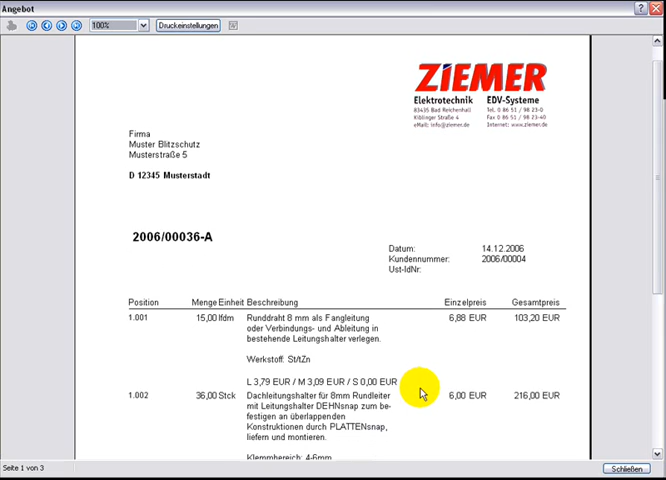 Angebot
100%
Druckeinstellungen
ZIEMER
Elektrotechnik EDV-Systeme
83435 Bad Reichenhall Tel. 0 86 51 / 98 23-0
Kiblinger Straße 4 Fax 0 86 51 / 98 23-40
eMail: info@ziemer.de Internet: www.ziemer.de
Firma
Muster Blitzschutz
Musterstraße 5
D 12345 Musterstadt
2006/00036-A
Datum: 14.12.2006
Kundennummer: 2006/00004
Ust-IdNr:
Position Menge Einheit Beschreibung Einzelpreis Gesamtpreis
1.001 15,00 lfdm Runddraht 8 mm als Fangleitung 6,88 EUR 103,20 EUR
oder Verbindungs- und Ableitung in
bestehende Leitungshalter verlegen.
Werkstoff: St/tZn
L 3,79 EUR / M 3,09 EUR / S 0,00 EUR
1.002 36,00 Stck Dachleitungshalter für 8mm Rundleiter 6,00 EUR 216,00 EUR
mit Leitungshalter DEHNsnap zum be-
festigen an überlappenden
Konstruktionen durch PLATTENsnap,
liefern und montieren.
Klemmbereich: 4-6mm
Seite 1 von 3
Schließen